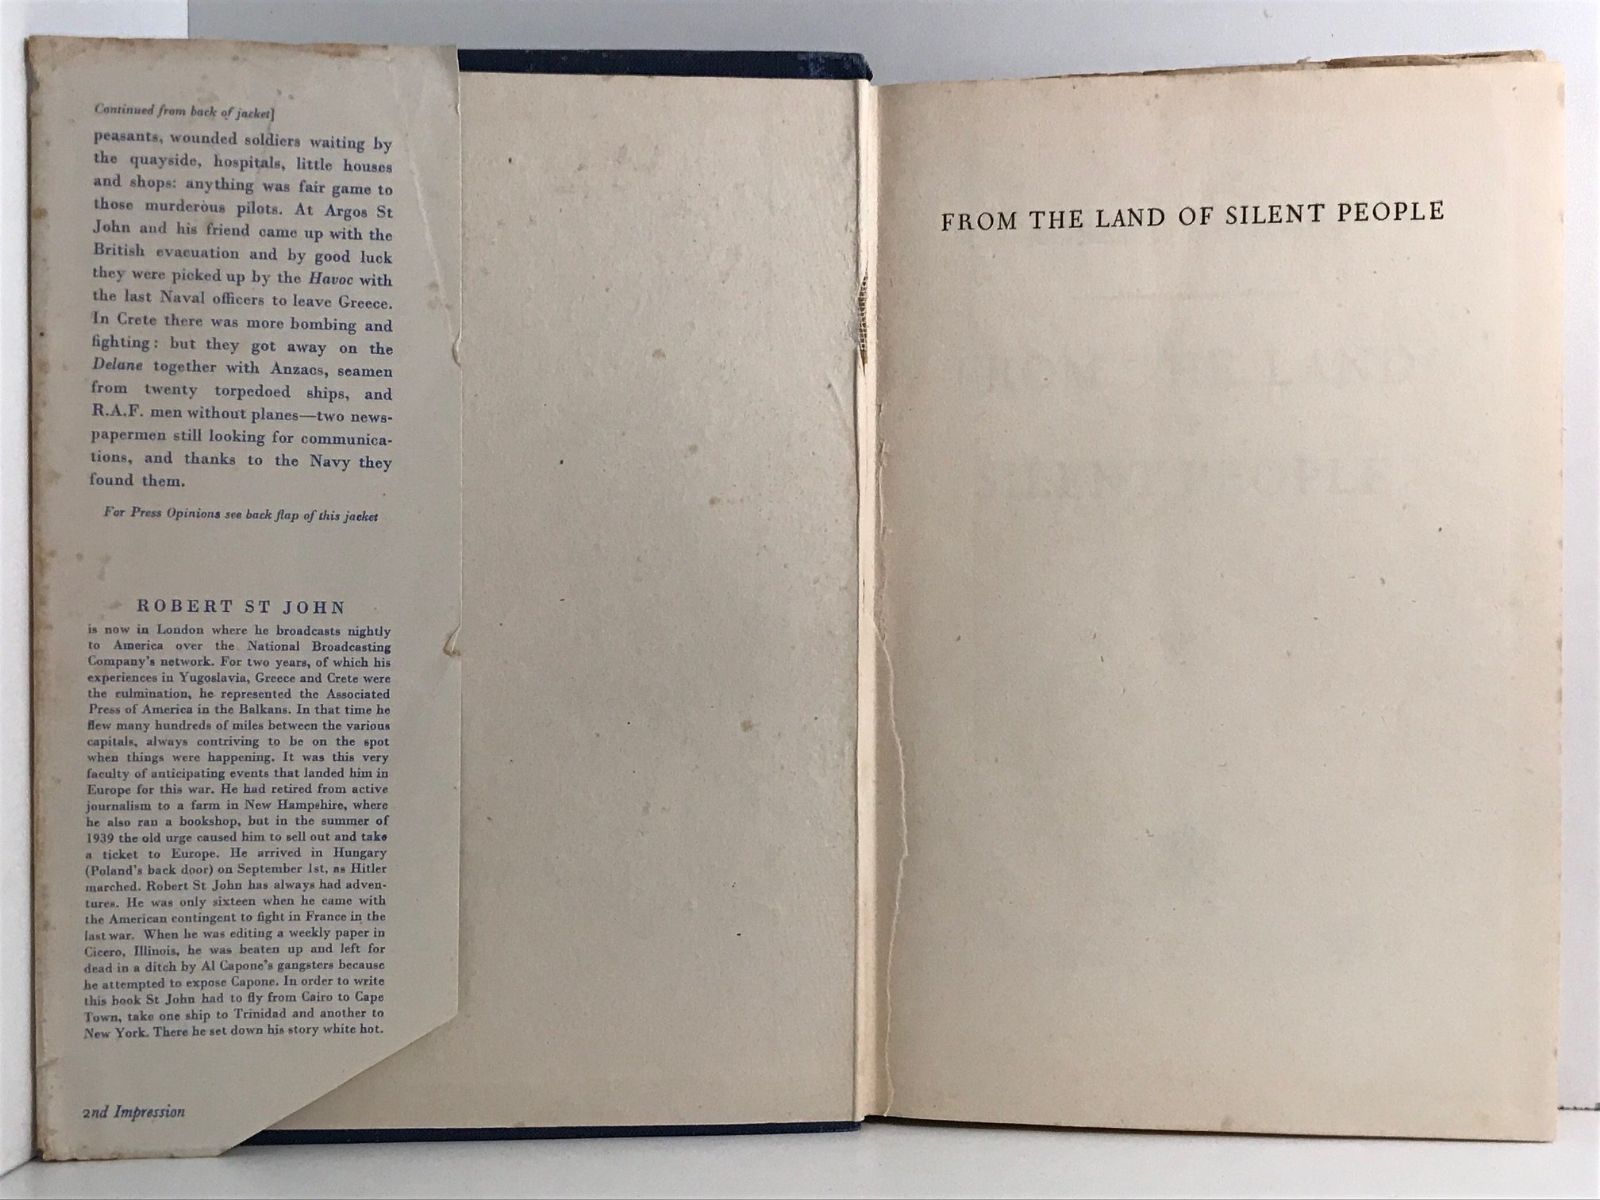 Continued from back of jacket]
peasants, wounded soldiers waiting by
the quayside, hospitals, little houses
and shops: anything was fair game to
those murderous pilots. At Argos St
John and his friend came up with the
British evacuation and by good luck
they were picked up by the Havoc with
the last Naval officers to leave Greece.
In Crete there was more bombing and
fighting: but they got away on the
Delane together with Anzacs, seamen
from twenty torpedoed ships, and
R.A.F. men without planes—two news-
papermen still looking for communica-
tions, and thanks to the Navy they
found them.
For Press Opinions see back flap of this jacket
ROBERT ST JOHN
is now in London where he broadcasts nightly
to America over the National Broadcasting
Company's network. For two years, of which his
experiences in Yugoslavia, Greece and Crete were
the culmination, he represented the Associated
Press of America in the Balkans. In that time he
flew many hundreds of miles between the various
capitals, always contriving to be on the spot
when things were happening. It was this very
faculty of anticipating events that landed him in
Europe for this war. He had retired from active
journalism to a farm in New Hampshire, where
he also ran a bookshop, but in the summer of
1939 the old urge caused him to sell out and take
a ticket to Europe. He arrived in Hungary
(Poland's back door) on September 1st, as Hitler
marched. Robert St John has always had adven-
tures. He was only sixteen when he came with
the American contingent to fight in France in the
last war. When he was editing a weekly paper in
Cicero, Illinois, he was beaten up and left for
dead in a ditch by Al Capone's gangsters because
he attempted to expose Capone. In order to write
this book St John had to fly from Cairo to Cape
Town, take one ship to Trinidad and another to
New York. There he set down his story white hot.
2nd Impression
FROM THE LAND OF SILENT PEOPLE